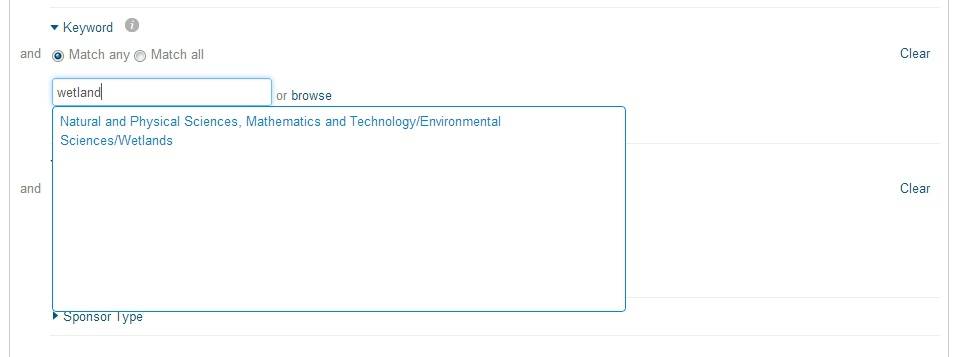 Keyword i
and Match any Match all Clear
wetland or browse
Natural and Physical Sciences, Mathematics and Technology/Environmental
Sciences/Wetlands
and Clear
Sponsor Type